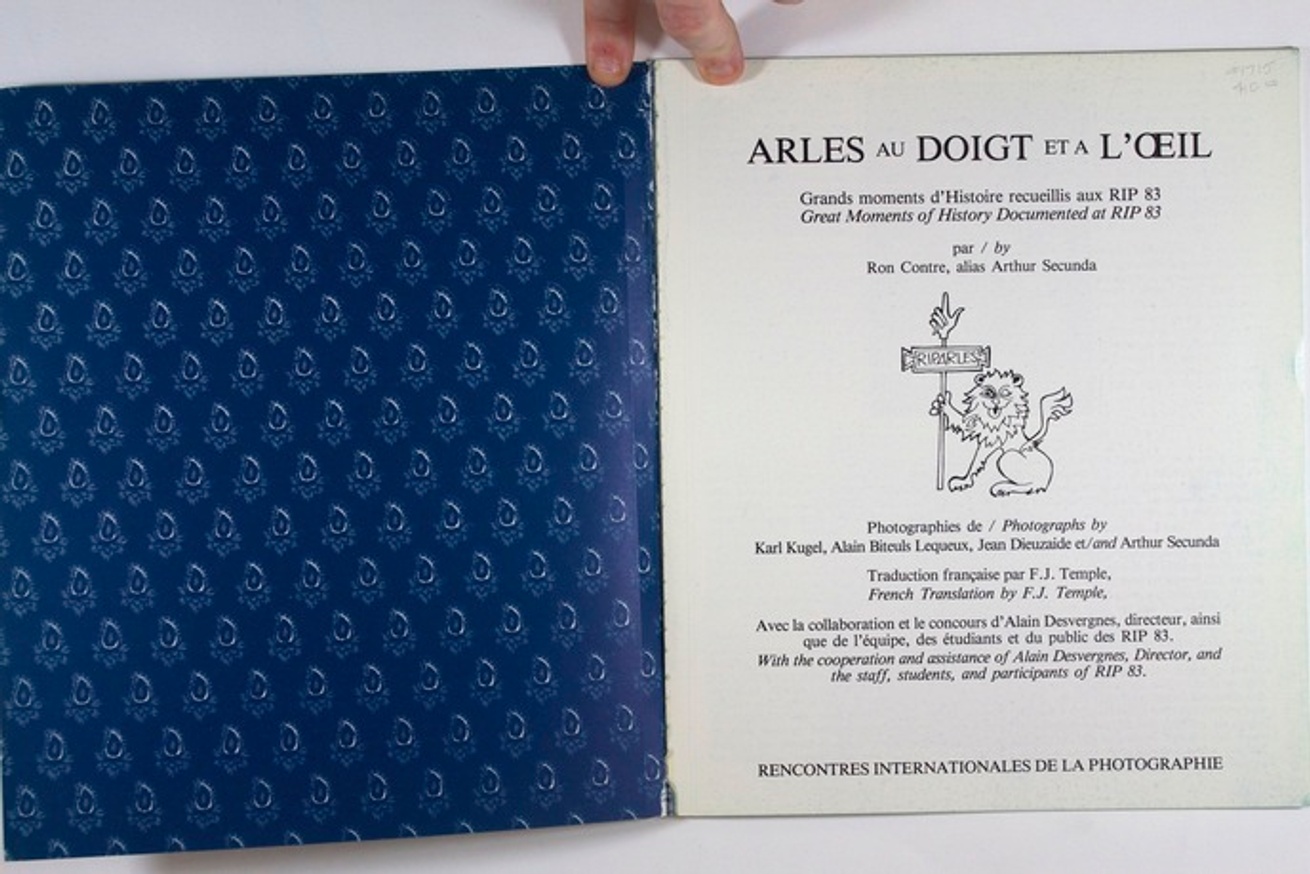 ARLES AU DOIGT ET A L'ŒIL
Grands moments d'Histoire recueillis aux RIP 83
Great Moments of History Documented at RIP 83
par / by
Ron Contre, alias Arthur Secunda
RIPARLES
Photographies de / Photographs by
Karl Kugel, Alain Biteuls Lequeux, Jean Dieuzaide et/and Arthur Secunda
Traduction française par F.J. Temple,
French Translation by F.J. Temple,
Avec la collaboration et le concours d'Alain Desvergnes, directeur, ainsi
que de l'équipe, des étudiants et du public des RIP 83.
With the cooperation and assistance of Alain Desvergnes, Director, and
the staff, students, and participants of RIP 83.
RENCONTRES INTERNATIONALES DE LA PHOTOGRAPHIE